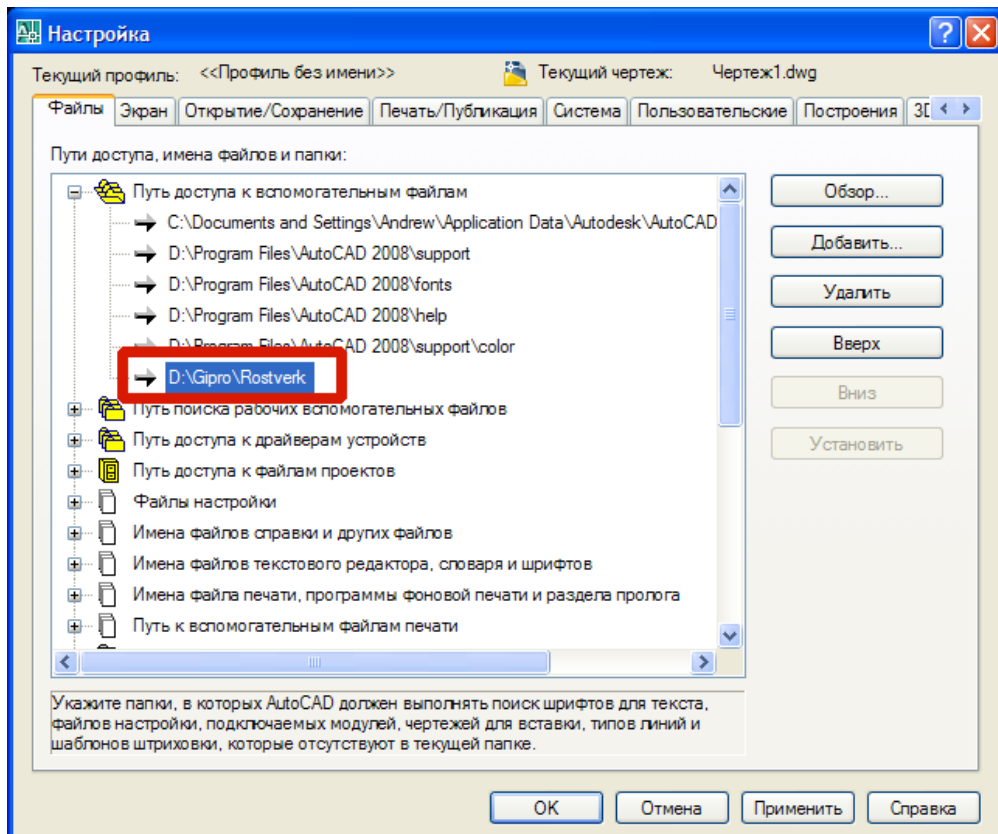 Настройка
Текущий профиль: <<Профиль без имени>> Текущий чертеж: Чертеж1.dwg
Файлы Экран Открытие/Сохранение Печать/Публикация Система Пользовательские Построения 3D
Пути доступа, имена файлов и папки:
Путь доступа к вспомогательным файлам
C:\Documents and Settings\Andrew\Application Data\Autodesk\AutoCAD
D:\Program Files\AutoCAD 2008\support
D:\Program Files\AutoCAD 2008\fonts
D:\Program Files\AutoCAD 2008\help
D:\Program Files\AutoCAD 2008\support\color
D:\Gipro\Rostverk
Путь поиска рабочих вспомогательных файлов
Путь доступа к драйверам устройств
Путь доступа к файлам проектов
Файлы настройки
Имена файлов справки и других файлов
Имена файлов текстового редактора, словаря и шрифтов
Имена файла печати, программы фоновой печати и раздела пролога
Путь к вспомогательным файлам печати
Обзор...
Добавить...
Удалить
Вверх
Вниз
Установить
Укажите папки, в которых AutoCAD должен выполнять поиск шрифтов для текста,
файлов настройки, подключаемых модулей, чертежей для вставки, типов линий и
шаблонов штриховки, которые отсутствуют в текущей папке.
OK Отмена Применить Справка